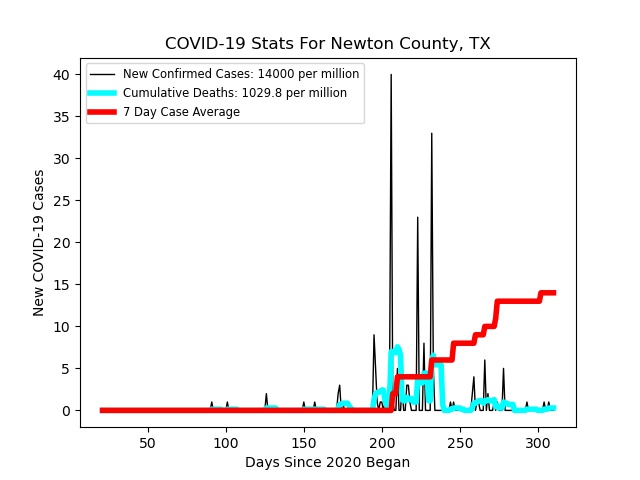 COVID-19 Stats For Newton County, TX
New Confirmed Cases: 14000 per million
Cumulative Deaths: 1029.8 per million
7 Day Case Average
New COVID-19 Cases
40
35
30
25
20
15
10
5
0
50 100 150 200 250 300
Days Since 2020 Began